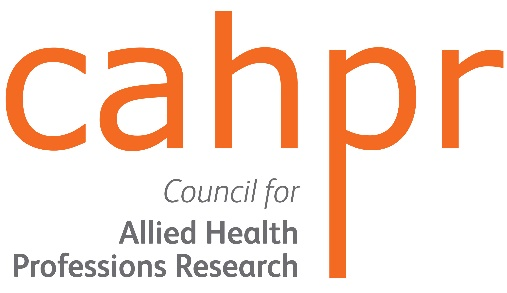 cahpr
Council for
Allied Health
Professions Research